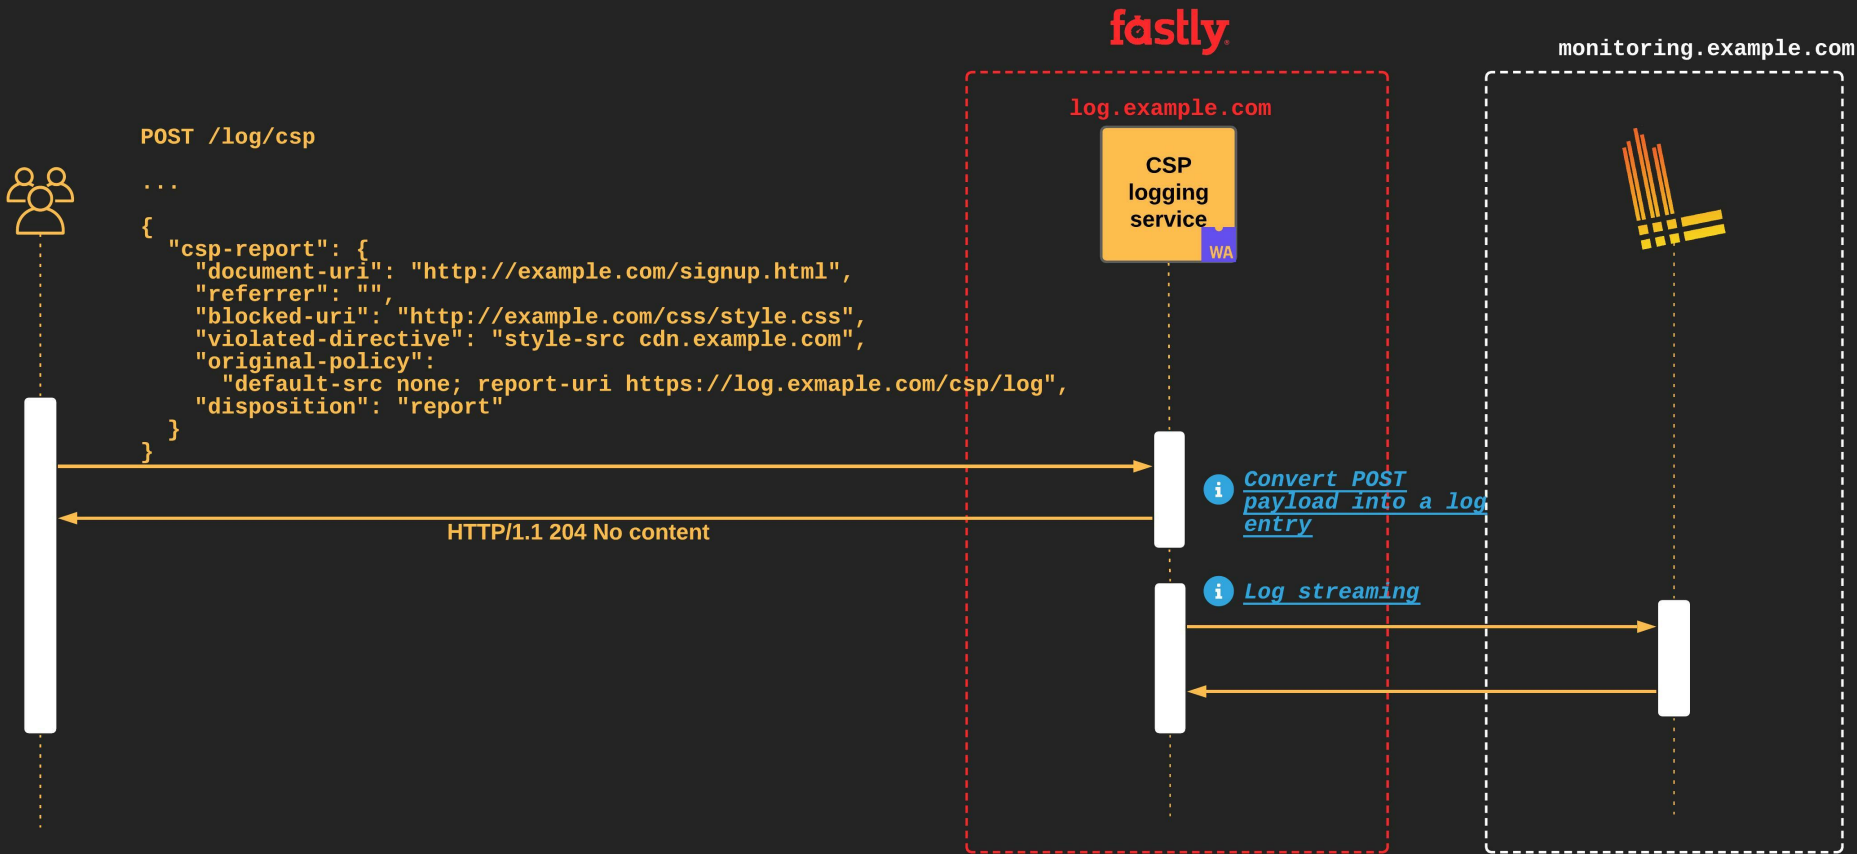 fastly
monitoring.example.com
log.example.com
POST /log/csp
...
{
"csp-report": {
"document-uri": "http://example.com/signup.html",
"referrer": "",
"blocked-uri": "http://example.com/css/style.css",
"violated-directive": "style-src cdn.example.com",
"original-policy":
"default-src none; report-uri https://log.exmaple.com/csp/log",
"disposition": "report"
}
}
CSP
logging
service
WA
HTTP/1.1 204 No content
i
Convert POST
payload into a log
entry
i
Log streaming